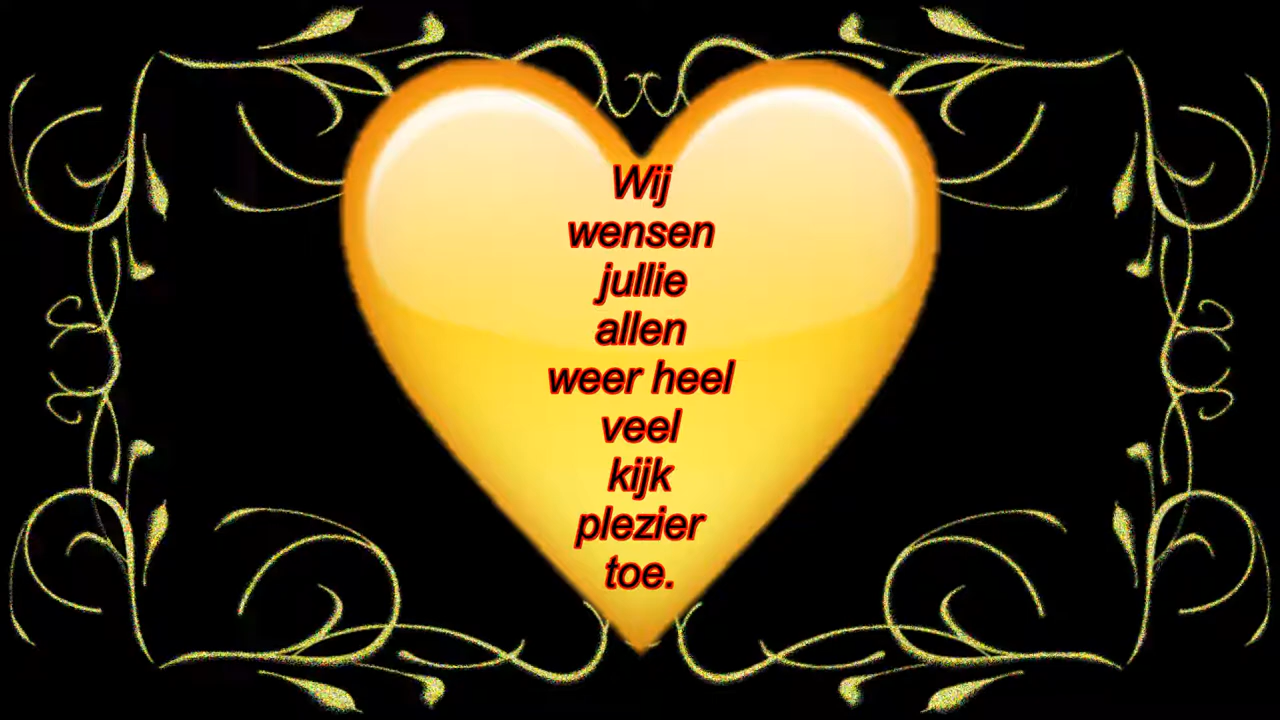 Wij
wensen
jullie
allen
weer heel
veel
kijk
plezier
toe.